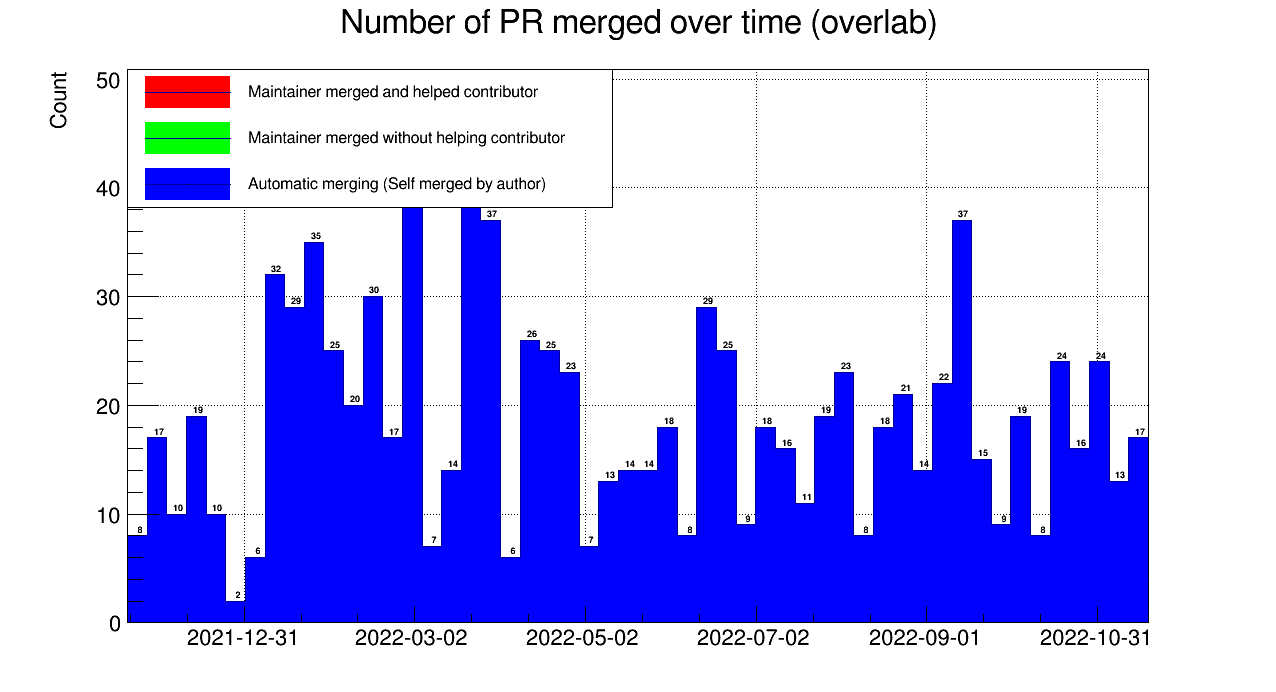 Number of PR merged over time (overlab)
Count
50
40
30
20
10
0
Maintainer merged and helped contributor
Maintainer merged without helping contributor
Automatic merging (Self merged by author)
8 17 10 19 10 2 6 32 29 35 25 20 30 17 7 14 37 6 26 25 23 7 13 14 14 18 8 29 25 9 18 16 11 19 23 8 18 21 14 22 37 15 9 19 8 24 16 24 13 17
2021-12-31 2022-03-02 2022-05-02 2022-07-02 2022-09-01 2022-10-31